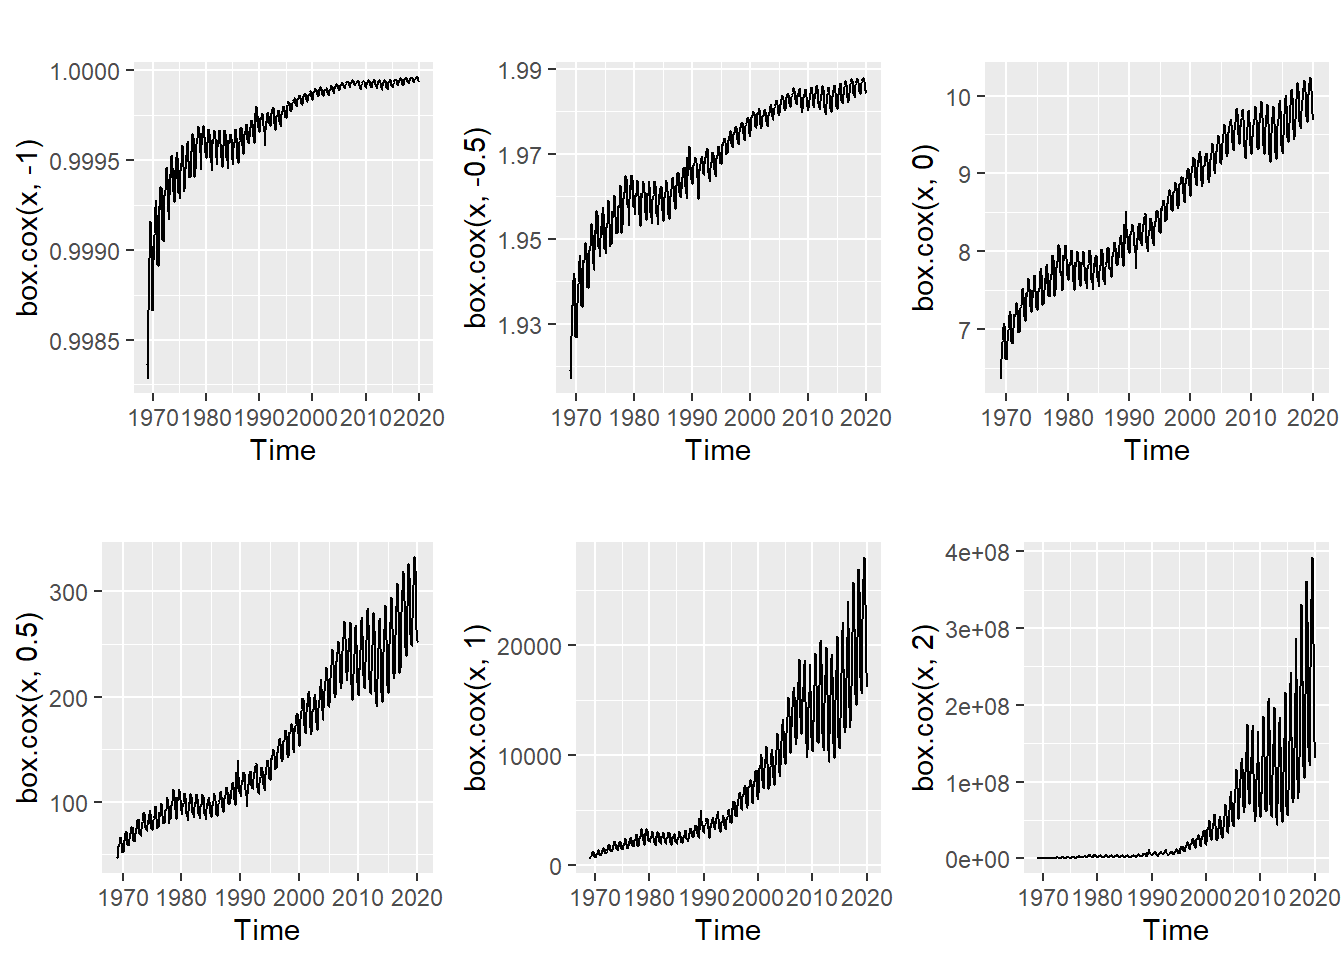 box.cox(x, -1)
1.0000
0.9995
0.9990
0.9985
1970 1980 1990 2000 2010 2020
Time
box.cox(x, -0.5)
1.99
1.97
1.95
1.93
1970 1980 1990 2000 2010 2020
Time
box.cox(x, 0)
10
9
8
7
1970 1980 1990 2000 2010 2020
Time
box.cox(x, 0.5)
300
200
100
1970 1980 1990 2000 2010 2020
Time
box.cox(x, 1)
20000
10000
0
1970 1980 1990 2000 2010 2020
Time
box.cox(x, 2)
4e+08
3e+08
2e+08
1e+08
0e+00
1970 1980 1990 2000 2010 2020
Time